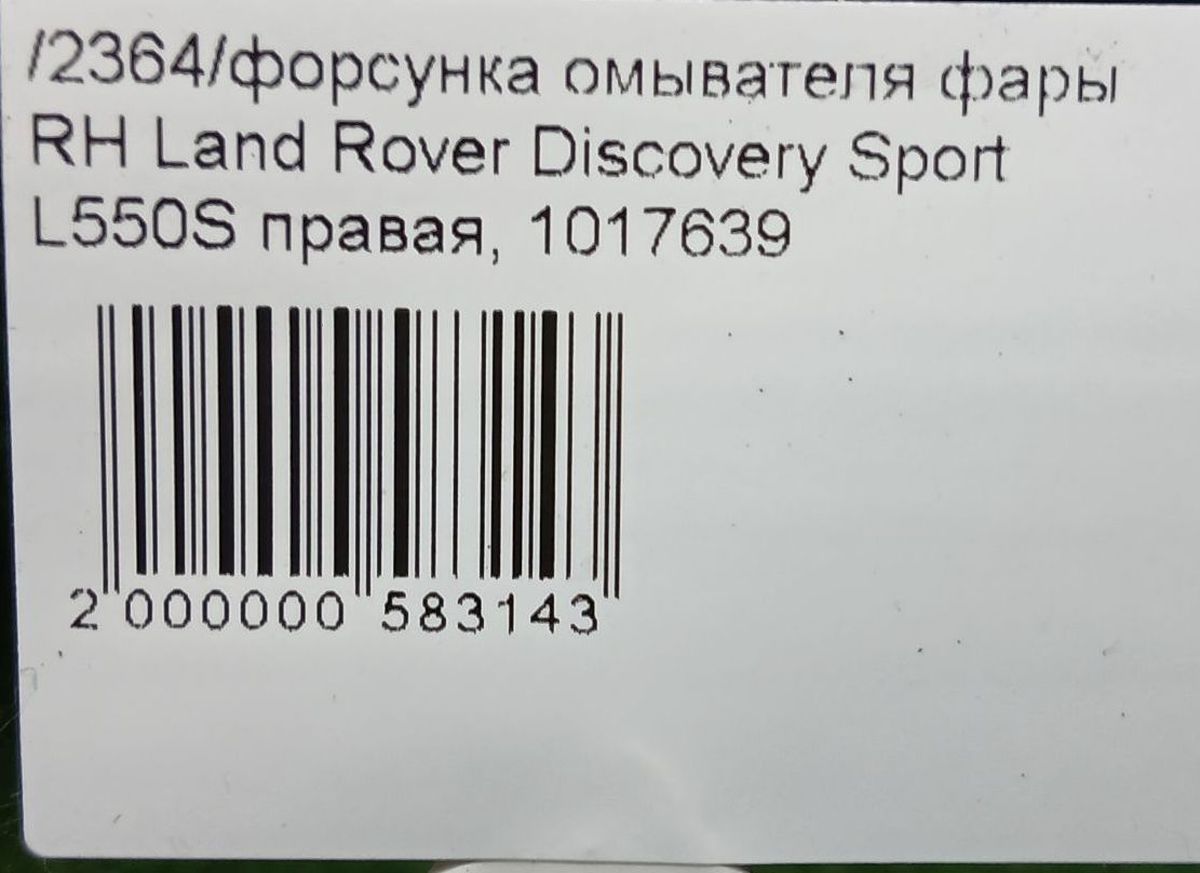 /2364/форсунка омывателя фары
RH Land Rover Discovery Sport
L550S правая, 1017639
2 000000 583143